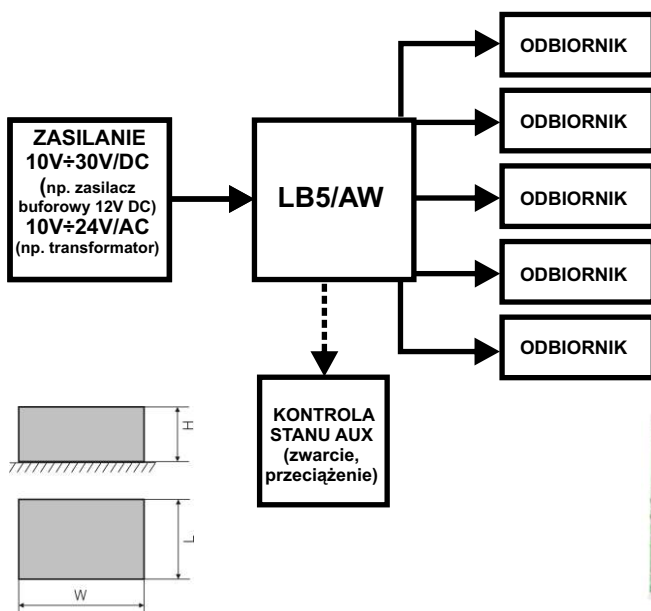 ZASILANIE
10V÷30V/DC
(np. zasilacz
buforowy 12V DC)
10V÷24V/AC
(np. transformator)
LB5/AW
ODBIORNIK
ODBIORNIK
ODBIORNIK
ODBIORNIK
ODBIORNIK
KONTROLA
STANU AUX
(zwarcie,
przeciążenie)
H
L
W